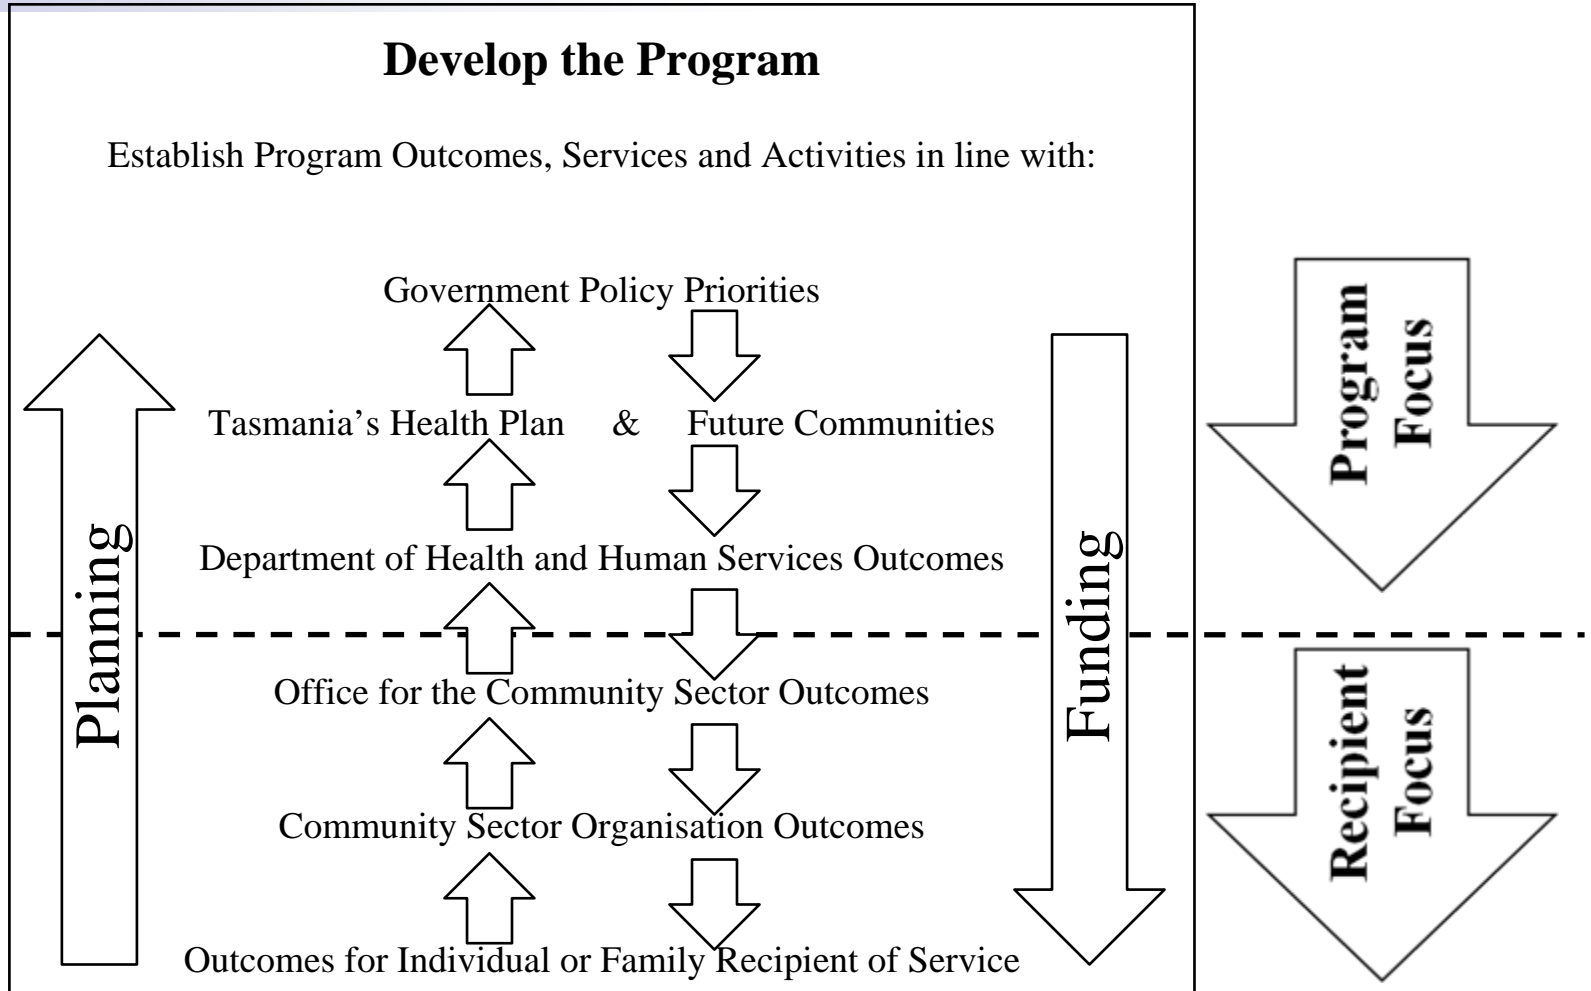 Develop the Program
Establish Program Outcomes, Services and Activities in line with:
Government Policy Priorities
Tasmania’s Health Plan & Future Communities
Department of Health and Human Services Outcomes
Office for the Community Sector Outcomes
Community Sector Organisation Outcomes
Outcomes for Individual or Family Recipient of Service
Planning
Funding
Program
Focus
Recipient
Focus